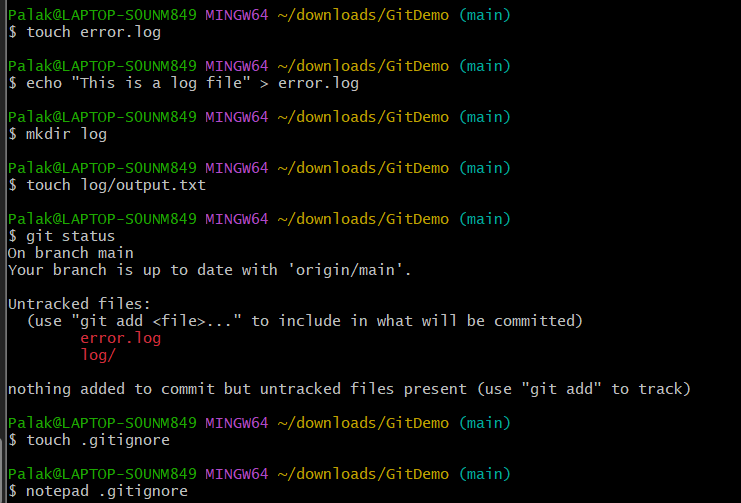 Palak@LAPTOP-SOUNM849 MINGW64 ~/downloads/GitDemo (main)
$ touch error.log
Palak@LAPTOP-SOUNM849 MINGW64 ~/downloads/GitDemo (main)
$ echo "This is a log file" > error.log
Palak@LAPTOP-SOUNM849 MINGW64 ~/downloads/GitDemo (main)
$ mkdir log
Palak@LAPTOP-SOUNM849 MINGW64 ~/downloads/GitDemo (main)
$ touch log/output.txt
Palak@LAPTOP-SOUNM849 MINGW64 ~/downloads/GitDemo (main)
$ git status
On branch main
Your branch is up to date with 'origin/main'.
Untracked files:
  (use "git add <file>..." to include in what will be committed)
        error.log
        log/
nothing added to commit but untracked files present (use "git add" to track)
Palak@LAPTOP-SOUNM849 MINGW64 ~/downloads/GitDemo (main)
$ touch .gitignore
Palak@LAPTOP-SOUNM849 MINGW64 ~/downloads/GitDemo (main)
$ notepad .gitignore